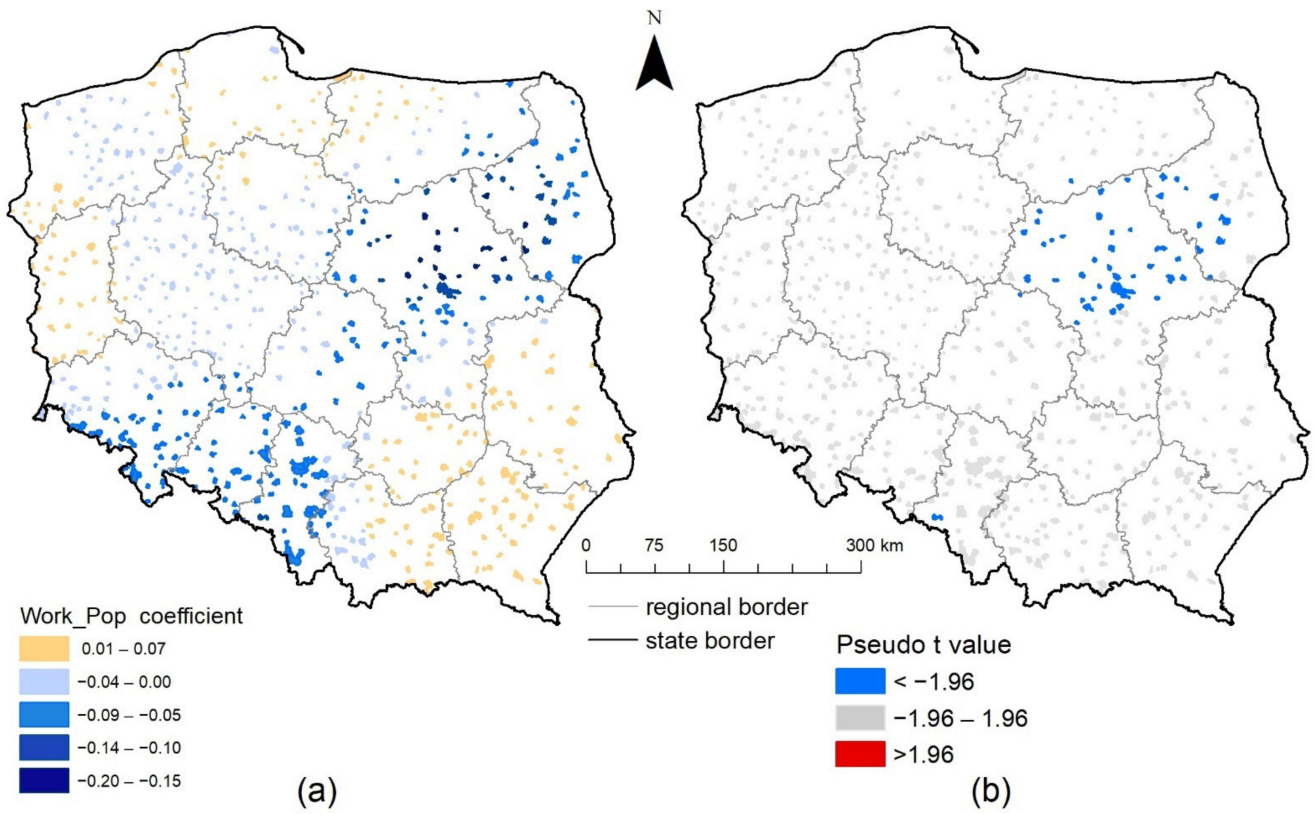 N
0 75 150 300 km
regional border
state border
Work_Pop coefficient
0.01 – 0.07
−0.04 – 0.00
−0.09 – −0.05
−0.14 – −0.10
−0.20 – −0.15
(a)
Pseudo t value
< −1.96
−1.96 – 1.96
>1.96
(b)